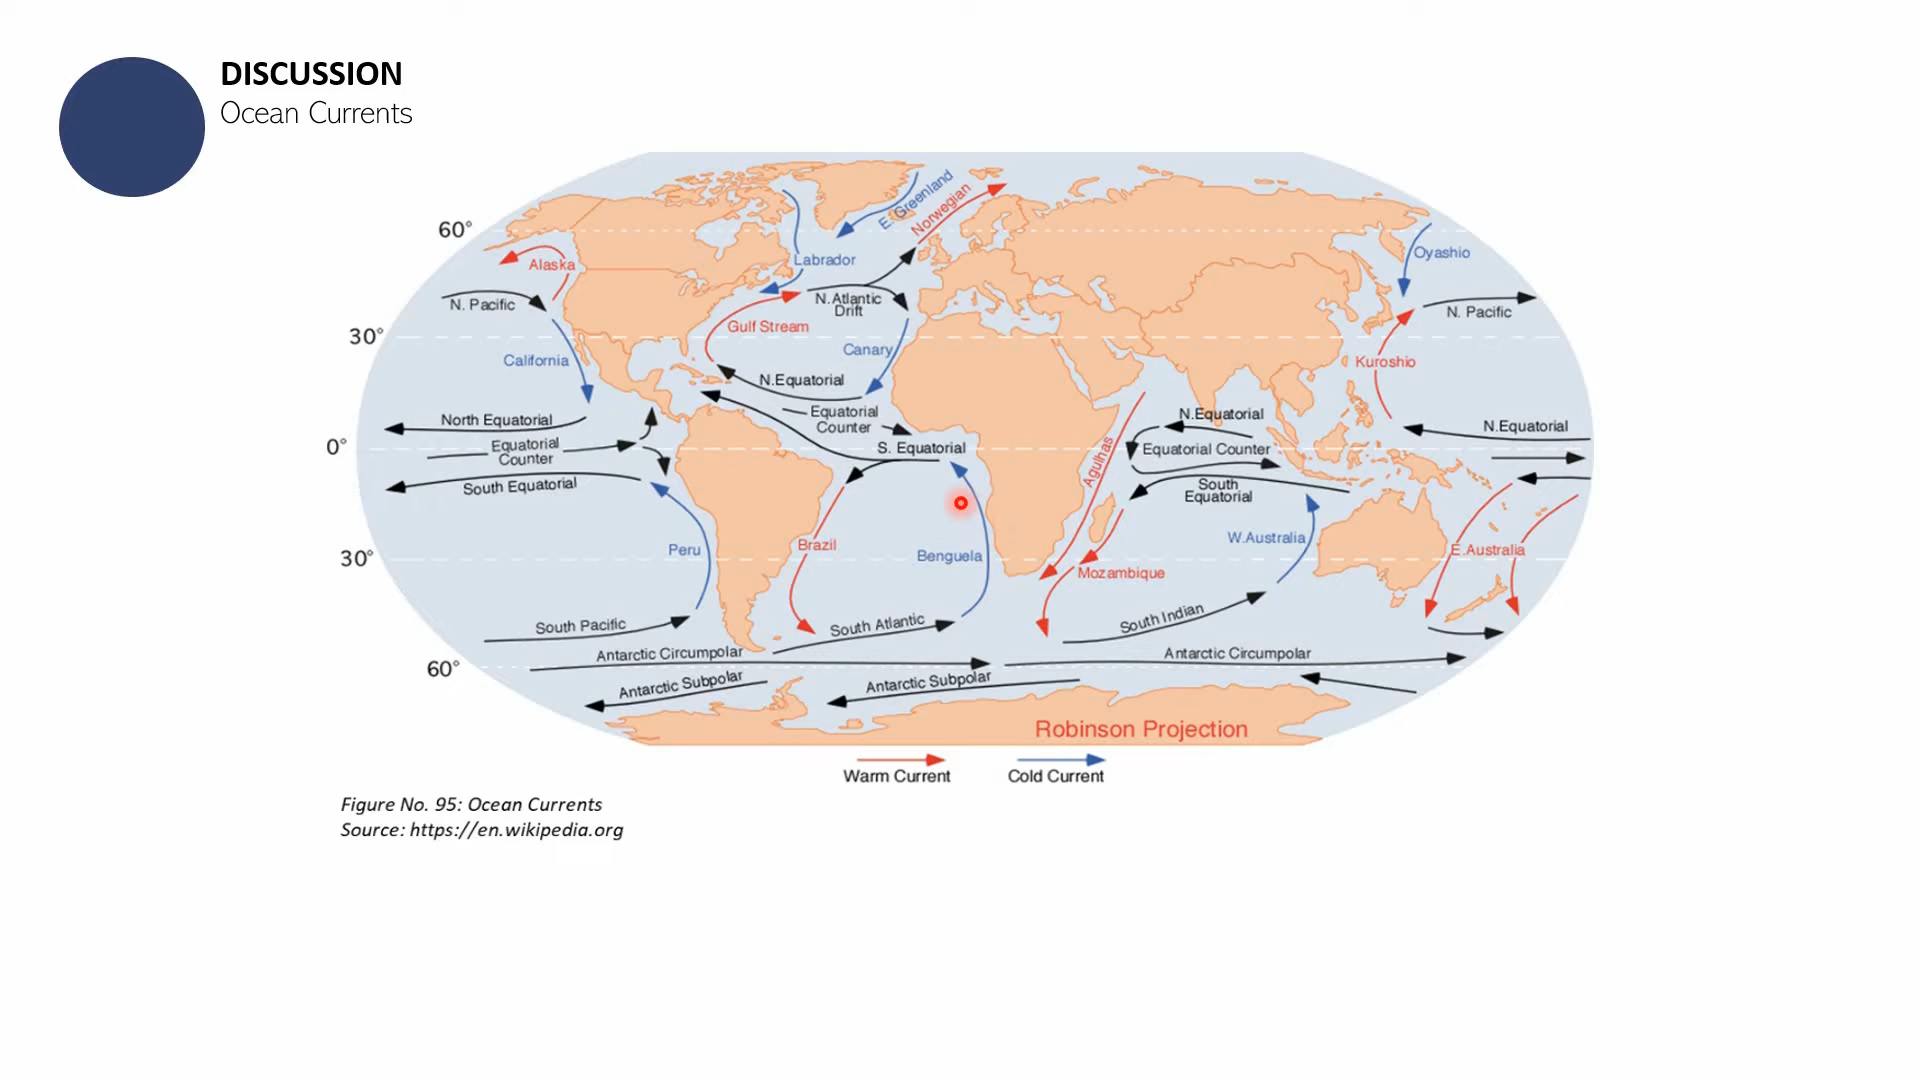 DISCUSSION
Ocean Currents
60°
30°
0°
30°
60°
E. Greenland
Norwegian
Labrador
Alaska
N. Pacific
N.Atlantic
Drift
Gulf Stream
California
Canary
N.Equatorial
North Equatorial
Equatorial
Counter
Equatorial
Counter
S. Equatorial
South Equatorial
Peru
Brazil
Benguela
South Pacific
South Atlantic
Antarctic Circumpolar
Antarctic Subpolar
Antarctic Subpolar
Oyashio
N. Pacific
Kuroshio
N.Equatorial
N.Equatorial
Equatorial Counter
South
Equatorial
Agulhas
Mozambique
W.Australia
E.Australia
South Indian
Antarctic Circumpolar
Robinson Projection
Warm Current
Cold Current
Figure No. 95: Ocean Currents
Source: https://en.wikipedia.org